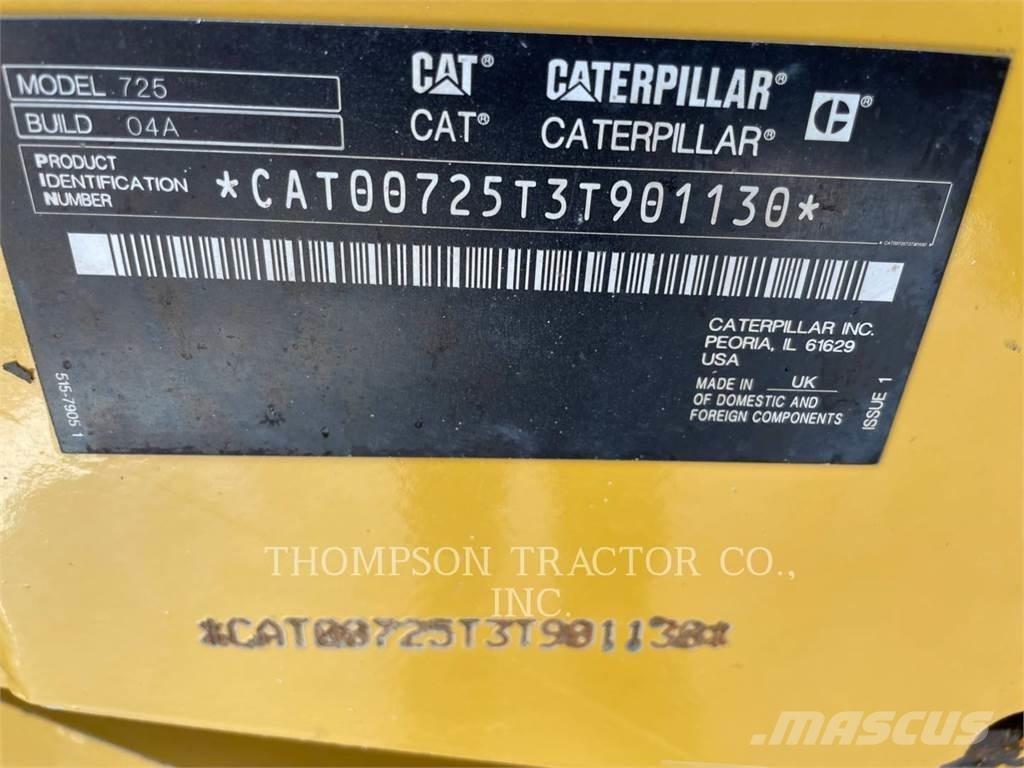 MODEL 725
BUILD 04A
CAT® CATERPILLAR®
CAT® CATERPILLAR®
C®
PRODUCT
IDENTIFICATION
NUMBER
*CAT00725T3T901130*
CATERPILLAR INC.
PEORIA, IL 61629
USA
MADE IN UK
OF DOMESTIC AND
FOREIGN COMPONENTS
ISSUE 1
515-7905 1
THOMPSON TRACTOR CO.,
INC.
*CAT00725T3T901130*
MASCUS